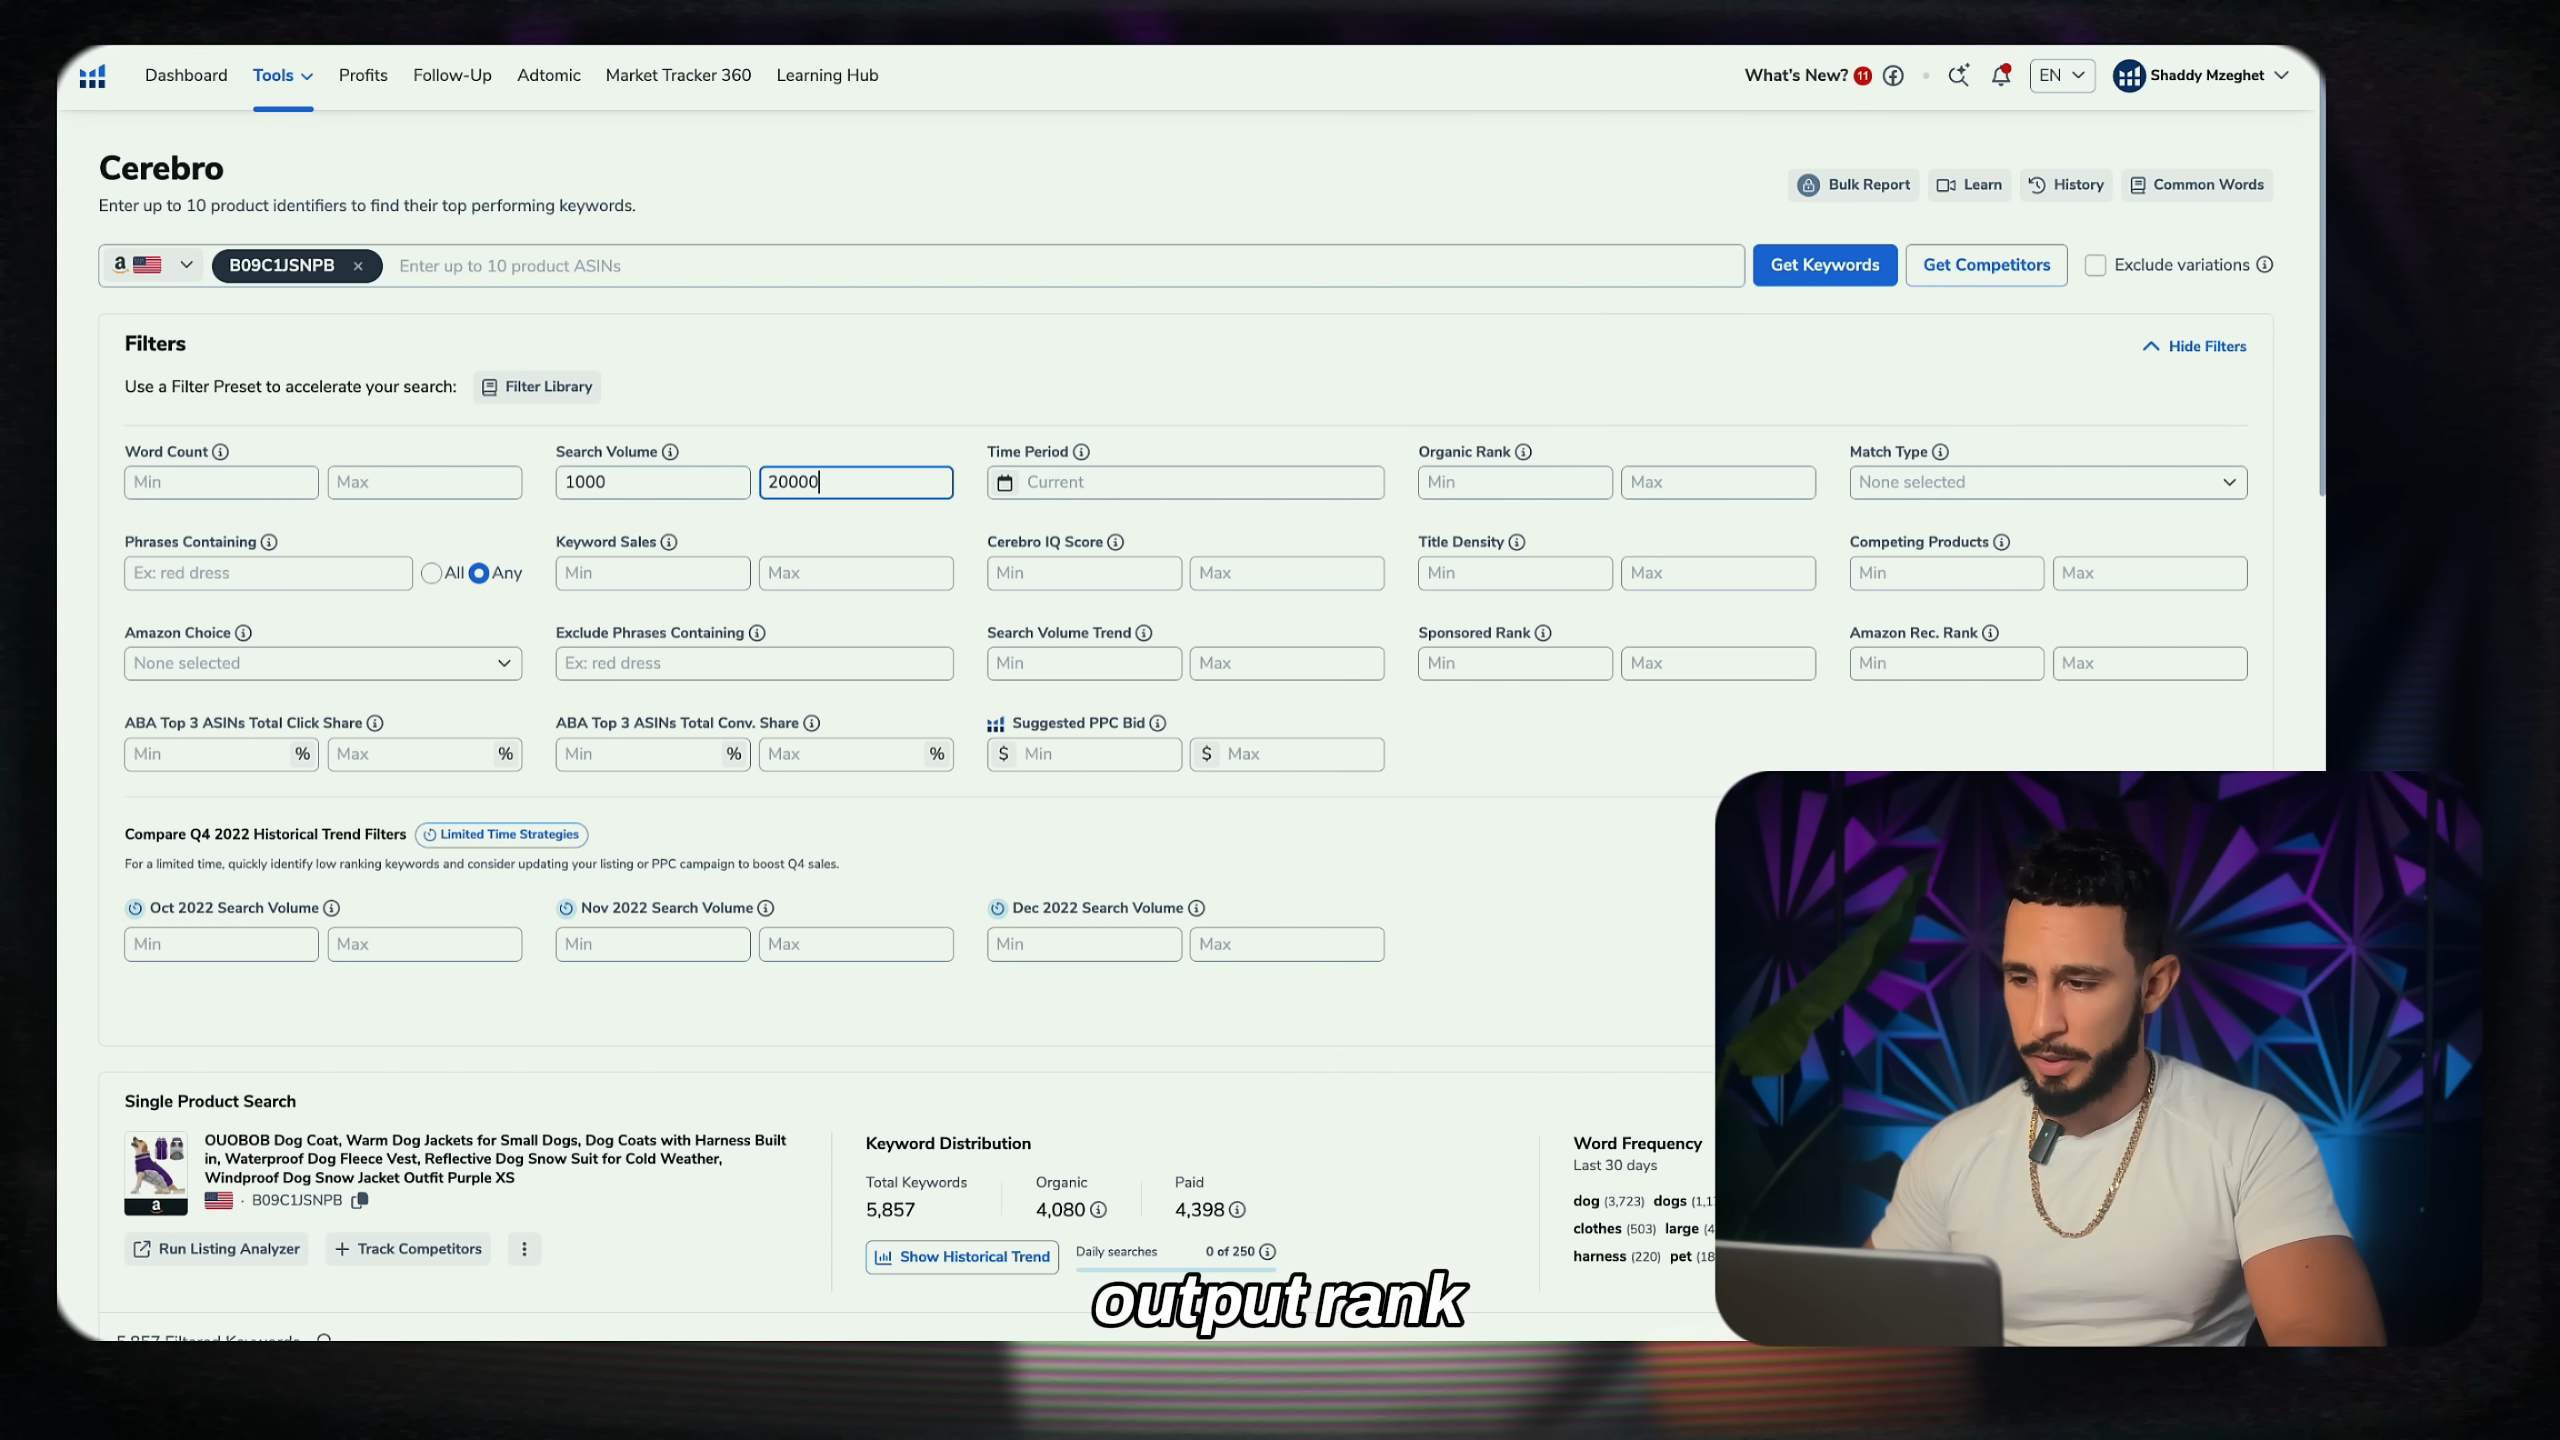 Dashboard Tools Profits Follow-Up Adtomic Market Tracker 360 Learning Hub What's New? 11 EN Shaddy Mzeghet
Cerebro
Enter up to 10 product identifiers to find their top performing keywords.
Bulk Report Learn History Common Words
a B09C1JSNPB × Enter up to 10 product ASINs Get Keywords Get Competitors Exclude variations
Filters
Hide Filters
Use a Filter Preset to accelerate your search: Filter Library
Word Count Search Volume Time Period Organic Rank Match Type
Min Max 1000 20000 Current Min Max None selected
Phrases Containing Keyword Sales Cerebro IQ Score Title Density Competing Products
Ex: red dress All Any Min Max Min Max Min Max Min Max
Amazon Choice Exclude Phrases Containing Search Volume Trend Sponsored Rank Amazon Rec. Rank
None selected Ex: red dress Min Max Min Max Min Max
ABA Top 3 ASINs Total Click Share ABA Top 3 ASINs Total Conv. Share Suggested PPC Bid
Min % Max % Min % Max % $ Min $ Max
Compare Q4 2022 Historical Trend Filters Limited Time Strategies
For a limited time, quickly identify low ranking keywords and consider updating your listing or PPC campaign to boost Q4 sales.
Oct 2022 Search Volume Nov 2022 Search Volume Dec 2022 Search Volume
Min Max Min Max Min Max
Single Product Search
OUOBOB Dog Coat, Warm Dog Jackets for Small Dogs, Dog Coats with Harness Built
in, Waterproof Dog Fleece Vest, Reflective Dog Snow Suit for Cold Weather,
Windproof Dog Snow Jacket Outfit Purple XS
a
· B09C1JSNPB
Run Listing Analyzer + Track Competitors
Keyword Distribution
Total Keywords Organic Paid
5,857 4,080 4,398
Show Historical Trend Daily searches 0 of 250
Word Frequency
Last 30 days
dog (3,723) dogs (1,1
clothes (503) large (4
harness (220) pet (18
output rank
5,857 Filtered Keywords